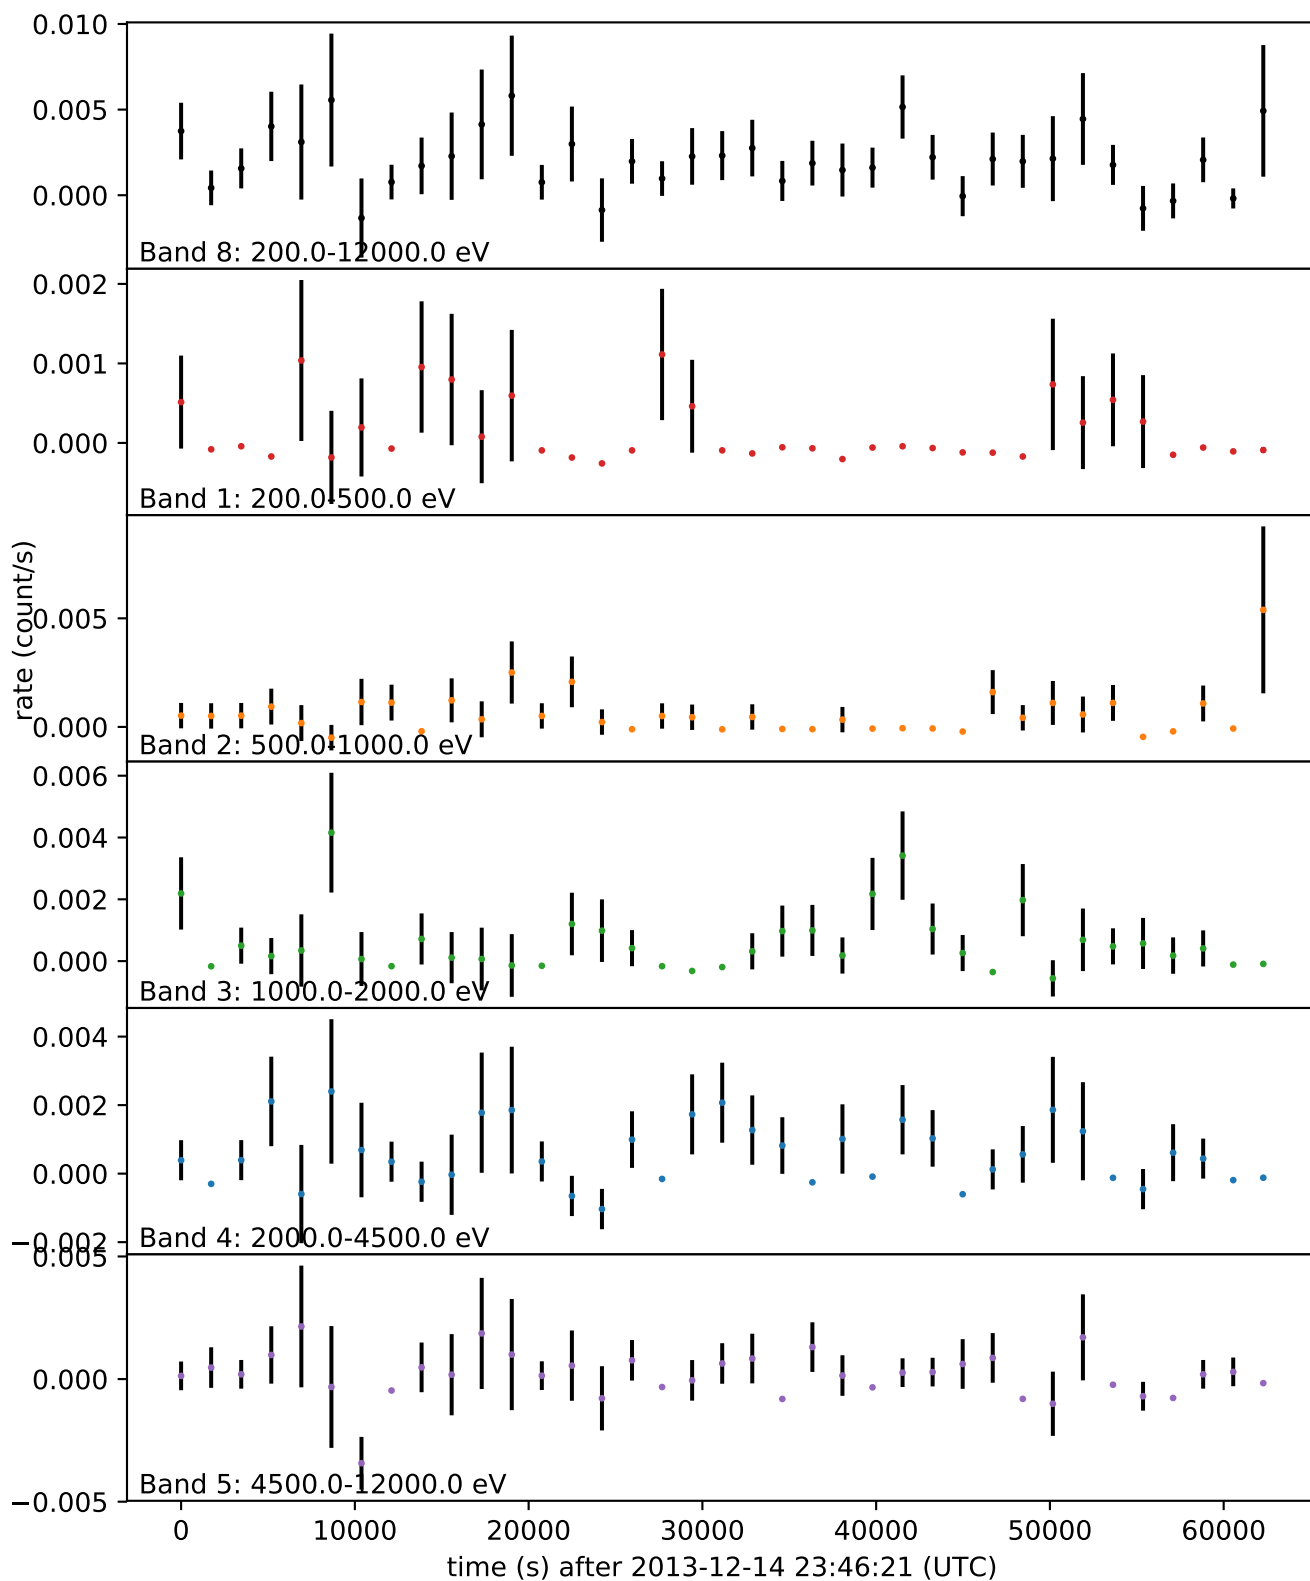 0.010
0.005
0.000
Band 8: 200.0-12000.0 eV
0.002
0.001
0.000
Band 1: 200.0-500.0 eV
rate (count/s)
0.005
0.000
Band 2: 500.0-1000.0 eV
0.006
0.004
0.002
0.000
Band 3: 1000.0-2000.0 eV
0.004
0.002
0.000
−0.002
Band 4: 2000.0-4500.0 eV
0.005
0.000
−0.005
Band 5: 4500.0-12000.0 eV
0 10000 20000 30000 40000 50000 60000
time (s) after 2013-12-14 23:46:21 (UTC)